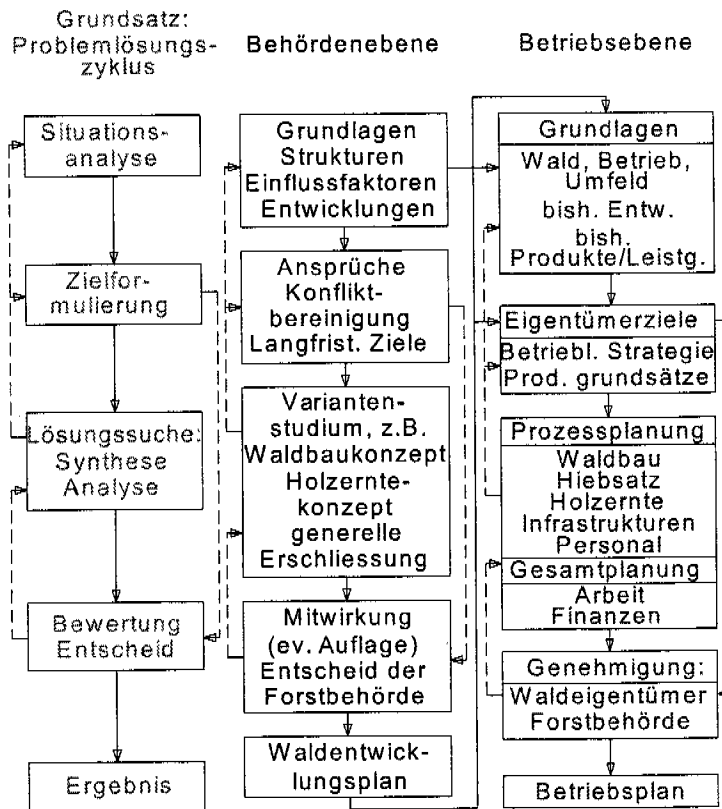 Grundsatz:
Problemlösungs-
zyklus
Situations-
analyse
Zielfor-
mulierung
Lösungssuche:
Synthese
Analyse
Bewertung
Entscheid
Ergebnis
Behördenebene
Grundlagen
Strukturen
Einflussfaktoren
Entwicklungen
Ansprüche
Konflikt-
bereinigung
Langfrist. Ziele
Varianten-
studium, z.B.
Waldbaukonzept
Holzernte-
konzept
generelle
Erschliessung
Mitwirkung
(ev. Auflage)
Entscheid der
Forstbehörde
Waldentwick-
lungsplan
Betriebsebene
Grundlagen
Wald, Betrieb,
Umfeld
bish. Entw.
bish.
Produkte/Leistg.
Eigentümerziele
Betriebl. Strategie
Prod. grundsätze
Prozessplanung
Waldbau
Hiebsatz
Holzernte
Infrastrukturen
Personal
Gesamtplanung
Arbeit
Finanzen
Genehmigung:
Waldeigentümer
Forstbehörde
Betriebsplan